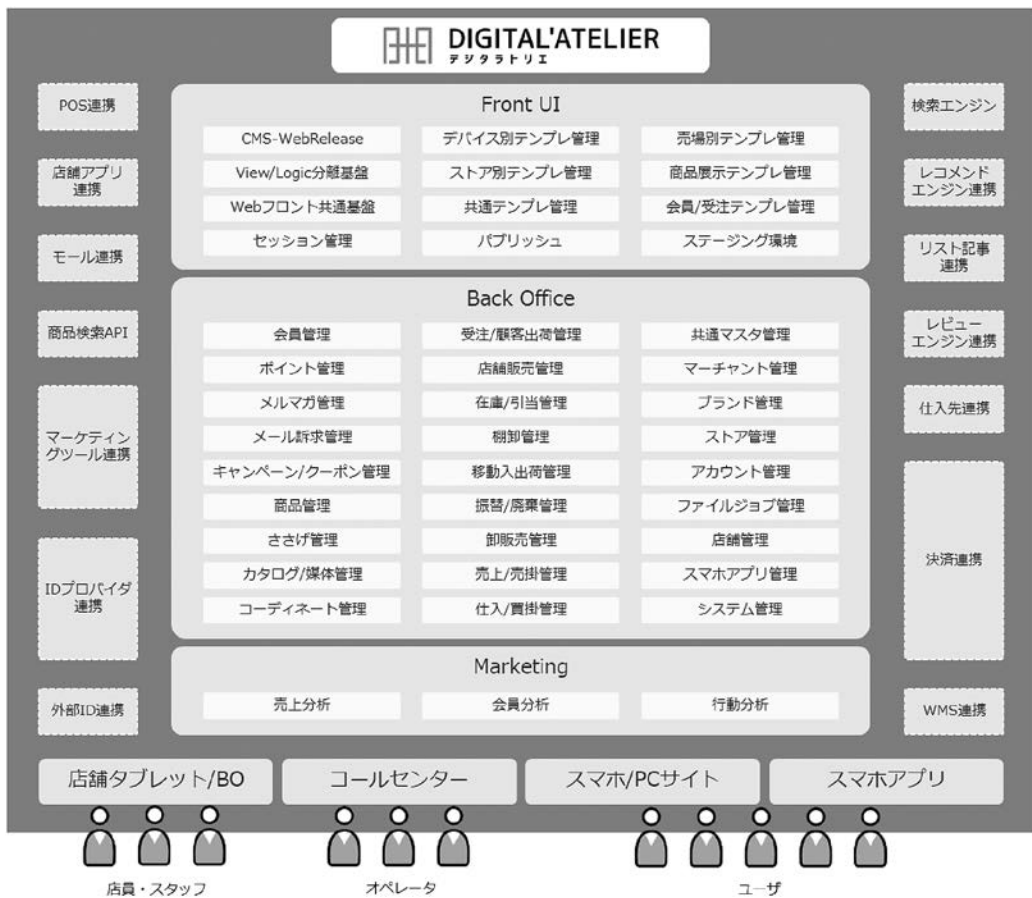 DIGITAL'ATELIER
デジタラトリエ
POS連携
店舗アプリ
連携
モール連携
商品検索API
マーケティン
グツール連携
IDプロバイダ
連携
外部ID連携
Front UI
CMS-WebRelease
デバイス別テンプレ管理
売場別テンプレ管理
View/Logic分離基盤
ストア別テンプレ管理
商品展示テンプレ管理
Webフロント共通基盤
共通テンプレ管理
会員/受注テンプレ管理
セッション管理
パブリッシュ
ステージング環境
Back Office
会員管理
受注/顧客出荷管理
共通マスタ管理
ポイント管理
店舗販売管理
マーチャント管理
メルマガ管理
在庫/引当管理
ブランド管理
メール訴求管理
棚卸管理
ストア管理
キャンペーン/クーポン管理
移動入出荷管理
アカウント管理
商品管理
振替/廃棄管理
ファイルジョブ管理
ささげ管理
卸販売管理
店舗管理
カタログ/媒体管理
売上/売掛管理
スマホアプリ管理
コーディネート管理
仕入/買掛管理
システム管理
Marketing
売上分析
会員分析
行動分析
検索エンジン
レコメンド
エンジン連携
リスト記事
連携
レビュー
エンジン連携
仕入先連携
決済連携
WMS連携
店舗タブレット/BO
コールセンター
スマホ/PCサイト
スマホアプリ
店員・スタッフ
オペレータ
ユーザ